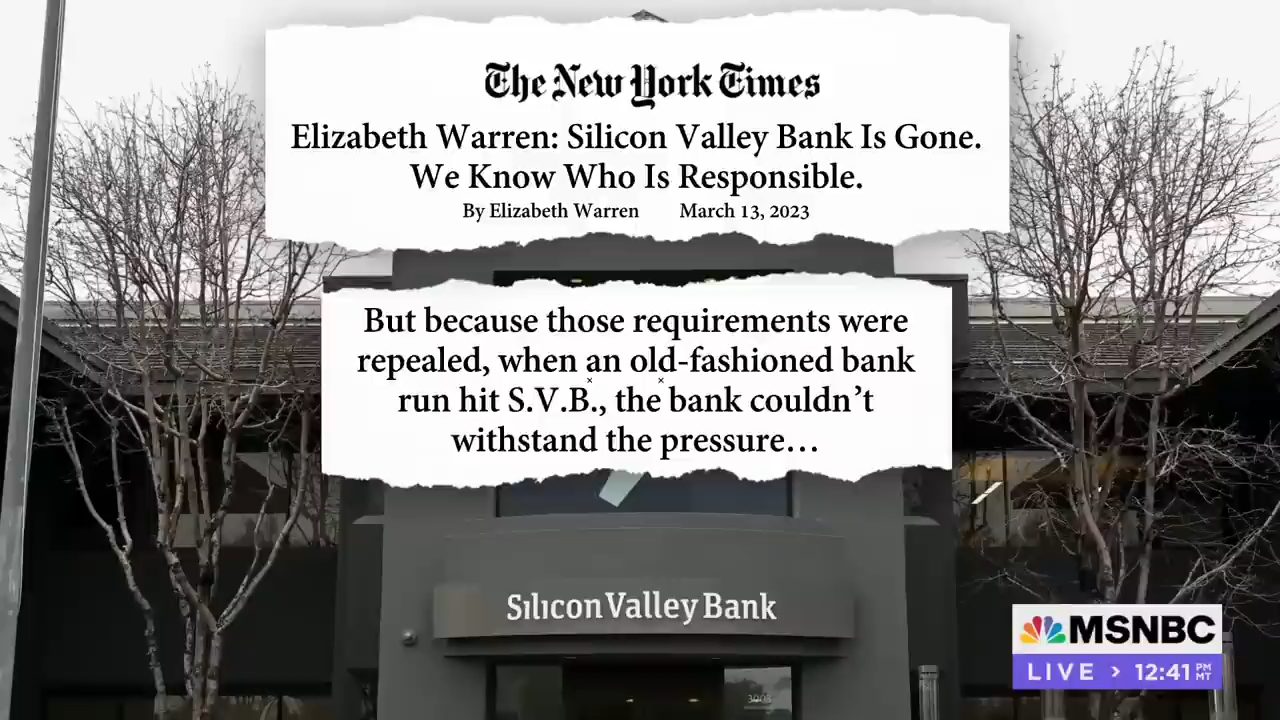 The New York Times
Elizabeth Warren: Silicon Valley Bank Is Gone.
We Know Who Is Responsible.
By Elizabeth Warren March 13, 2023
But because those requirements were
repealed, when an old-fashioned bank
run hit S.V.B., the bank couldn’t
withstand the pressure…
Silicon Valley Bank
3003
MSNBC
LIVE > 12:41 PM MT